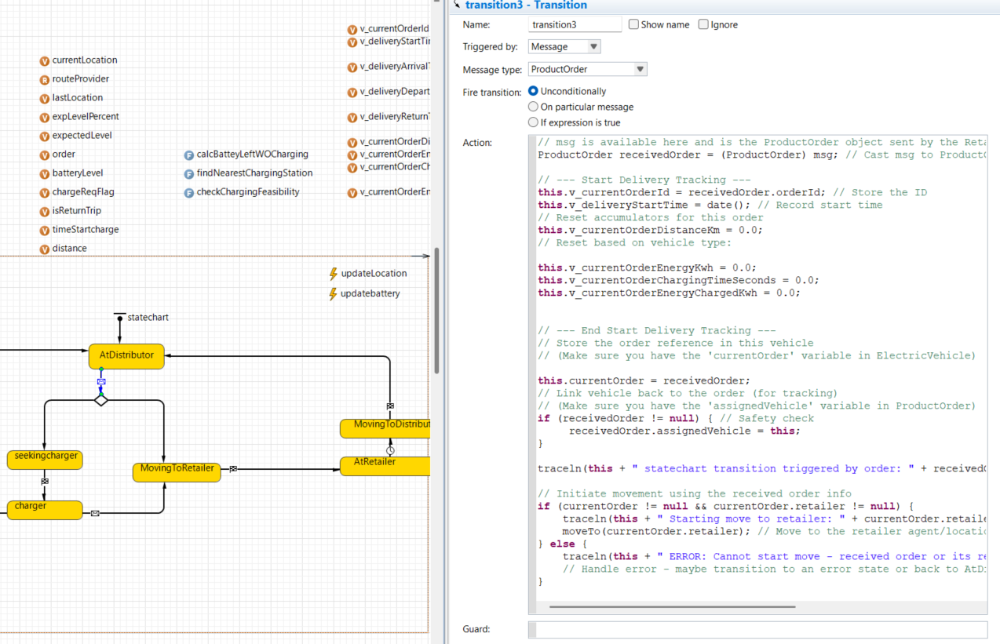 currentLocation
routeProvider
lastLocation
expLevelPercent
expectedLevel
order
batteryLevel
chargeReqFlag
isReturnTrip
timeStartcharge
distance
calcBatteyLeftWOCharging
findNearestChargingStation
checkChargingFeasibility
v_currentOrderId
v_deliveryStartTi
v_deliveryArrival
v_deliveryDepart
v_deliveryReturn
v_currentOrderDi
v_currentOrderEn
v_currentOrderCh
v_currentOrderEn
updateLocation
updatebattery
statechart
AtDistributor
seekingcharger
charger
MovingToRetailer
MovingToDistribut
AtRetailer
transition3 - Transition
Name: transition3 Show name Ignore
Triggered by: Message
Message type: ProductOrder
Fire transition: Unconditionally
On particular message
If expression is true
Action:
// msg is available here and is the ProductOrder object sent by the Reta
ProductOrder receivedOrder = (ProductOrder) msg; // Cast msg to Product
// --- Start Delivery Tracking ---
this.v_currentOrderId = receivedOrder.orderId; // Store the ID
this.v_deliveryStartTime = date(); // Record start time
// Reset accumulators for this order
this.v_currentOrderDistanceKm = 0.0;
// Reset based on vehicle type:
this.v_currentOrderEnergyKwh = 0.0;
this.v_currentOrderChargingTimeSeconds = 0.0;
this.v_currentOrderEnergyChargedKwh = 0.0;
// --- End Start Delivery Tracking ---
// Store the order reference in this vehicle
// (Make sure you have the 'currentOrder' variable in ElectricVehicle)
this.currentOrder = receivedOrder;
// Link vehicle back to the order (for tracking)
// (Make sure you have the 'assignedVehicle' variable in ProductOrder)
if (receivedOrder != null) { // Safety check
receivedOrder.assignedVehicle = this;
}
traceln(this + " statechart transition triggered by order: " + received
// Initiate movement using the received order info
if (currentOrder != null && currentOrder.retailer != null) {
traceln(this + " Starting move to retailer: " + currentOrder.retaile
moveTo(currentOrder.retailer); // Move to the retailer agent/locati
} else {
traceln(this + " ERROR: Cannot start move - received order or its re
// Handle error - maybe transition to an error state or back to AtDi
}
Guard: